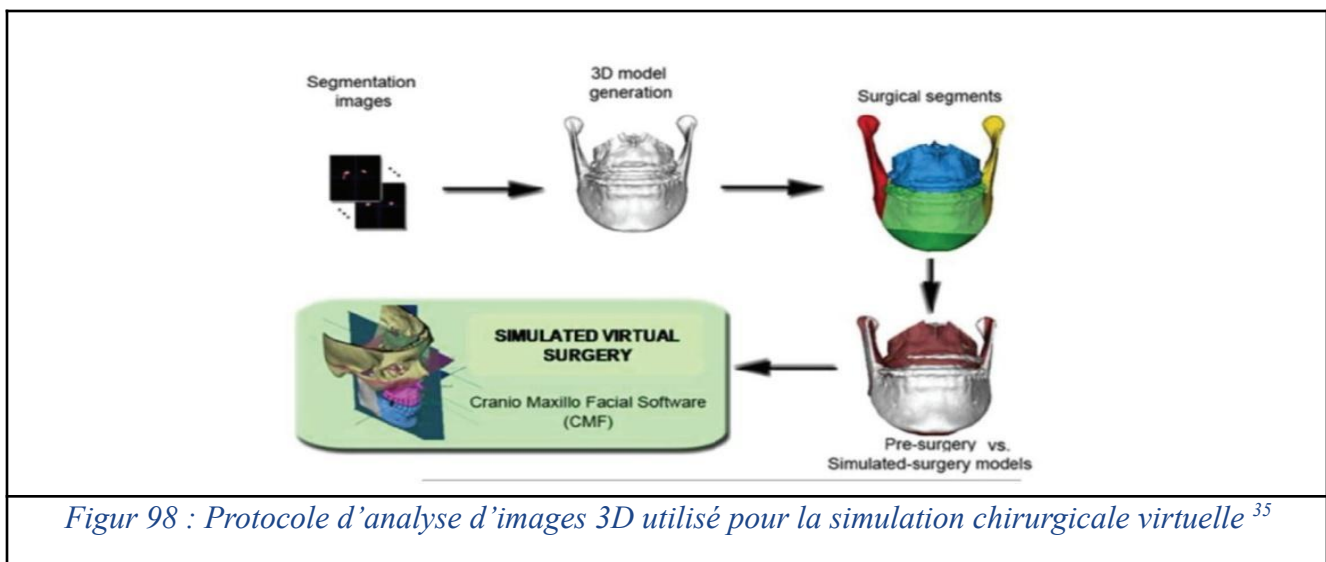 Segmentation
images
3D model
generation
Surgical segments
SIMULATED VIRTUAL
SURGERY
Cranio Maxillo Facial Software
(CMF)
Pre-surgery vs.
Simulated-surgery models
Figur 98 : Protocole d’analyse d’images 3D utilisé pour la simulation chirurgicale virtuelle 35